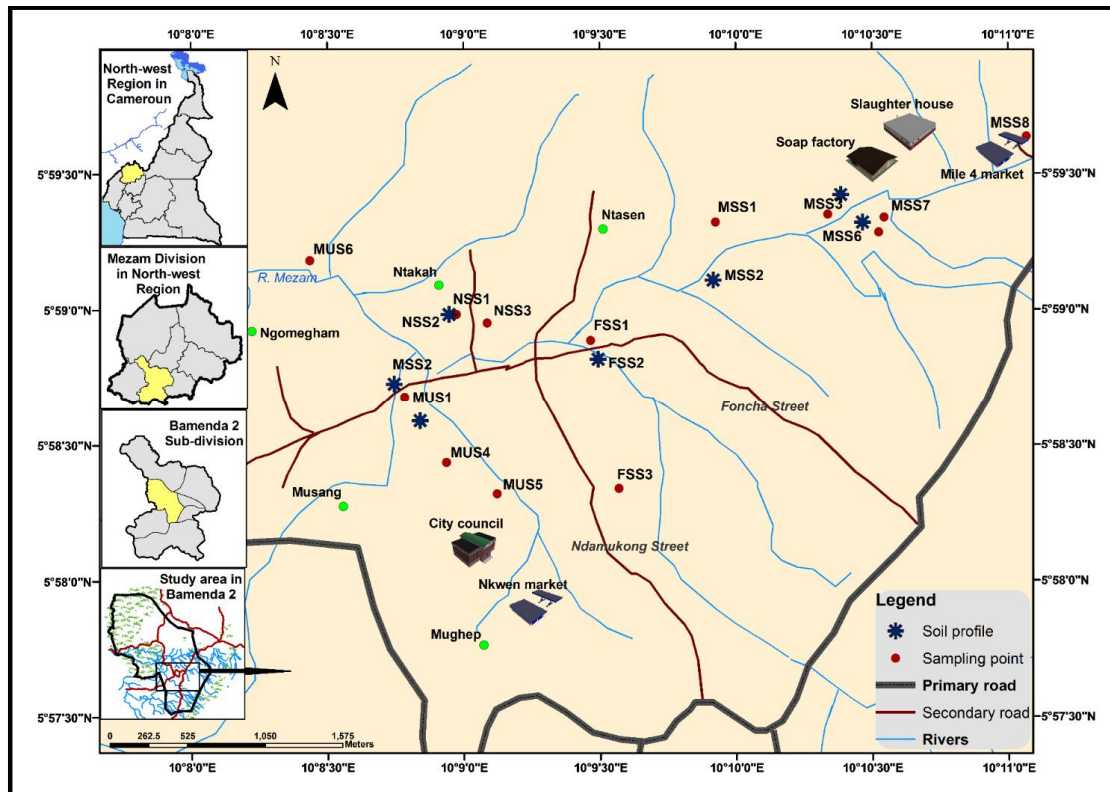 10°8'0"E 10°8'30"E 10°9'0"E 10°9'30"E 10°10'0"E 10°10'30"E 10°11'0"E
North-west
Region in
Cameroun
N
Slaughter house
Soap factory
MSS8
Mile 4 market
5°59'30"N
5°59'30"N
MSS1
MSS3
MSS7
MSS6
Ntasen
MUS6
Mezam Division
in North-west
Region
R. Mezam
Ntakah
MSS2
NSS1
NSS2
NSS3
5°59'0"N
5°59'0"N
Ngomegham
FSS1
FSS2
MSS2
MUS1
Foncha Street
Bamenda 2
Sub-division
5°58'30"N
5°58'30"N
MUS4
MUS5
FSS3
Musang
City council
Ndamukong Street
Study area in
Bamenda 2
5°58'0"N
5°58'0"N
Nkwen market
Mughep
Legend
Soil profile
Sampling point
Primary road
Secondary road
Rivers
5°57'30"N
5°57'30"N
0 262.5 525 1,050 1,575
Meters
10°8'0"E 10°8'30"E 10°9'0"E 10°9'30"E 10°10'0"E 10°10'30"E 10°11'0"E